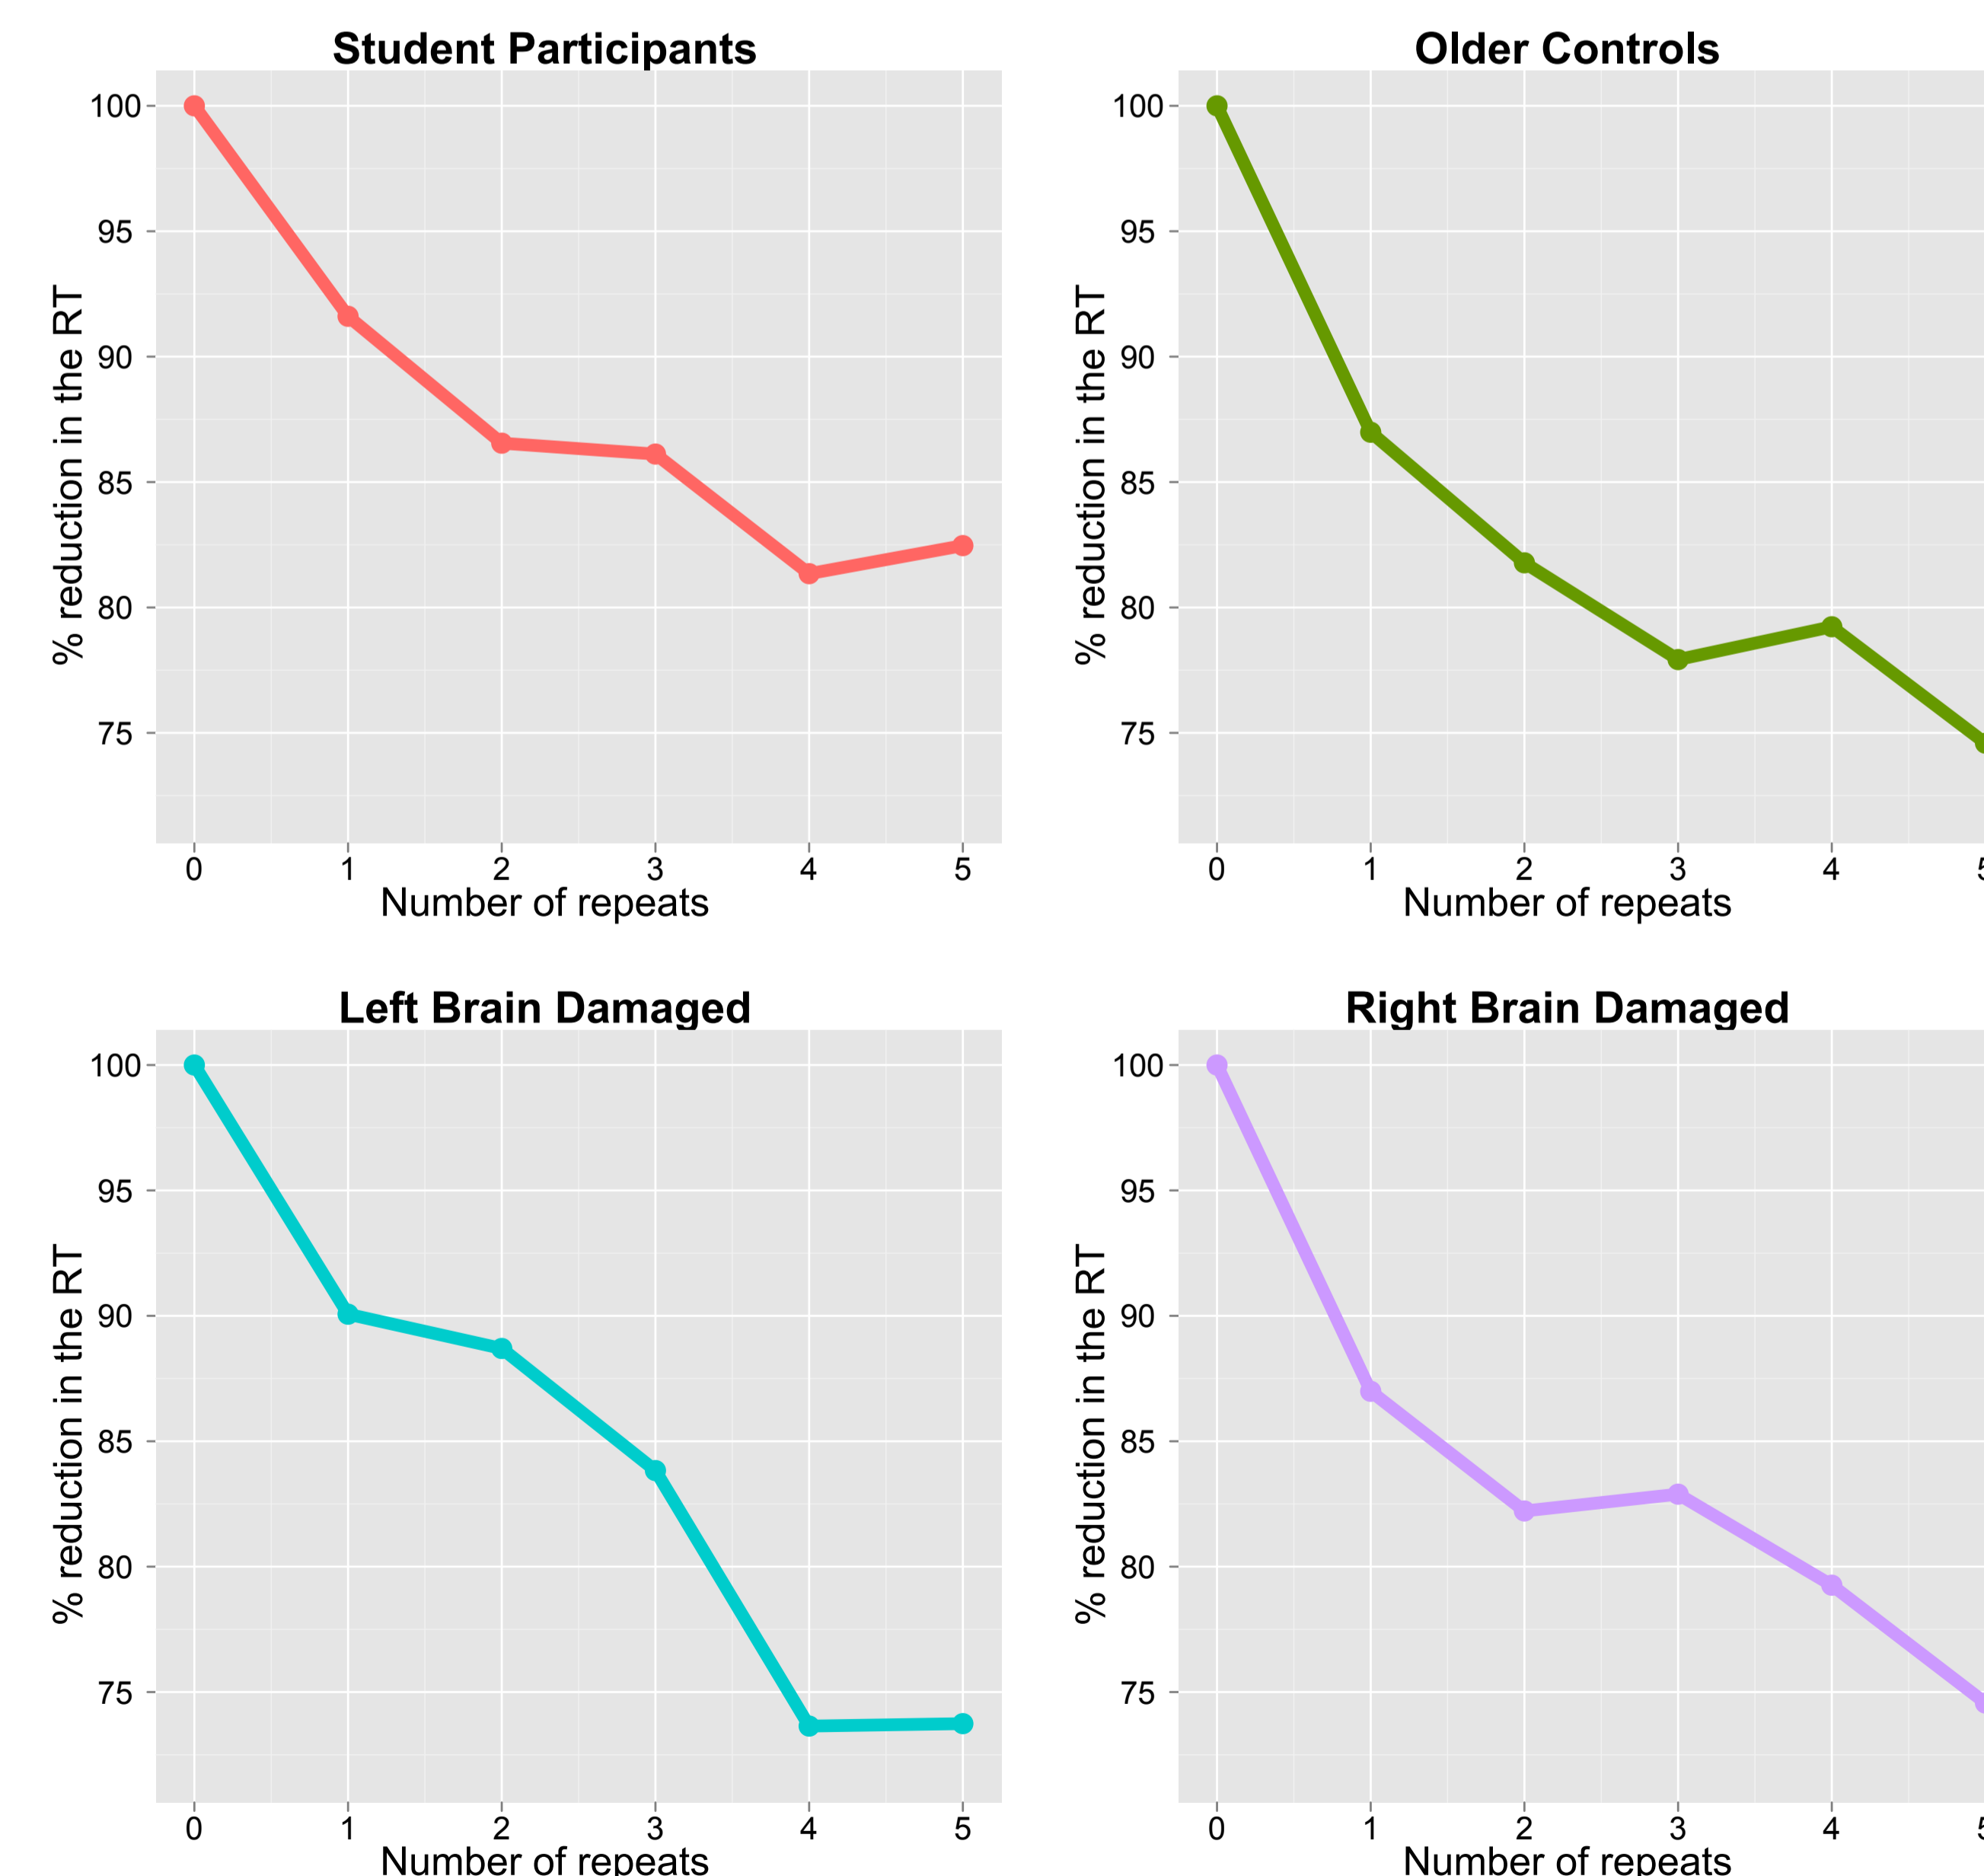 Student Participants
100
95
90
85
80
75
% reduction in the RT
0 1 2 3 4 5
Number of repeats
Older Controls
100
95
90
85
80
75
% reduction in the RT
0 1 2 3 4 5
Number of repeats
Left Brain Damaged
100
95
90
85
80
75
% reduction in the RT
0 1 2 3 4 5
Number of repeats
Right Brain Damaged
100
95
90
85
80
75
% reduction in the RT
0 1 2 3 4 5
Number of repeats